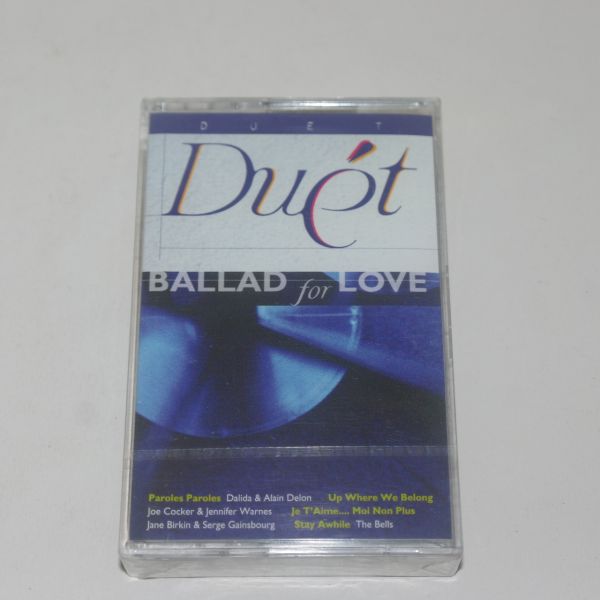 DUET
Duét
BALLAD for LOVE
Paroles Paroles Dalida & Alain Delon Up Where We Belong
Joe Cocker & Jennifer Warnes Je T'Aime.... Moi Non Plus
Jane Birkin & Serge Gainsbourg Stay Awhile The Bells